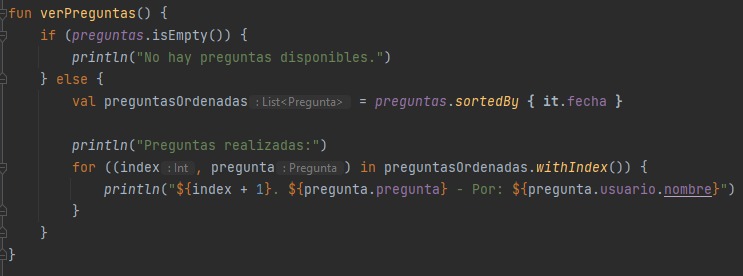 fun verPreguntas() {
    if (preguntas.isEmpty()) {
        println("No hay preguntas disponibles.")
    } else {
        val preguntasOrdenadas : List<Pregunta> = preguntas.sortedBy { it.fecha }
        println("Preguntas realizadas:")
        for ((index : Int , pregunta : Pregunta ) in preguntasOrdenadas.withIndex()) {
            println("${index + 1}. ${pregunta.pregunta} - Por: ${pregunta.usuario.nombre}")
        }
    }
}